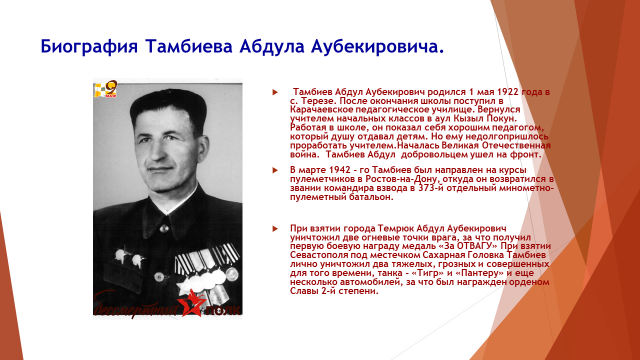 Биография Тамбиева Абдула Аубекировича.
Тамбиев Абдул Аубекирович родился 1 мая 1922 года в
с. Терезе. После окончания школы поступил в
Карачаевское педагогическое училище. Вернулся
учителем начальных классов в аул Кызыл Покун.
Работая в школе, он показал себя хорошим педагогом,
который душу отдавал детям. Но ему недолгопришлось
проработать учителем.Началась Великая Отечественная
война. Тамбиев Абдул добровольцем ушел на фронт.
В марте 1942 – го Тамбиев был направлен на курсы
пулеметчиков в Ростов-на-Дону, откуда он возвратился в
звании командира взвода в 373-й отдельный минометно-
пулеметный батальон.
При взятии города Темрюк Абдул Аубекирович
уничтожил две огневые точки врага, за что получил
первую боевую награду медаль «За ОТВАГУ» При взятии
Севастополя под местечком Сахарная Головка Тамбиев
лично уничтожил два тяжелых, грозных и совершенных
для того времени, танка – «Тигр» и «Пантеру» и еще
несколько автомобилей, за что был награжден орденом
Славы 2-й степени.
9
Бессмертный полк